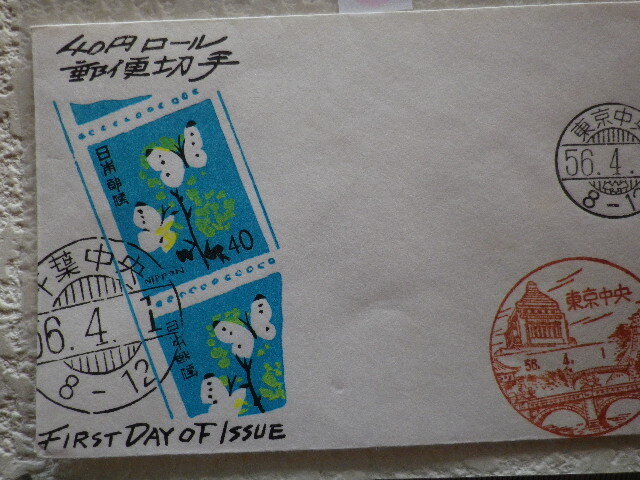 40円ロール
郵便切手
日本郵便
40
NIPPON
日本郵便
葉中央
56.4.1
8-12
FIRST DAY OF ISSUE
東京中央
56.4.
8-12
東京中央
56. 4. 1